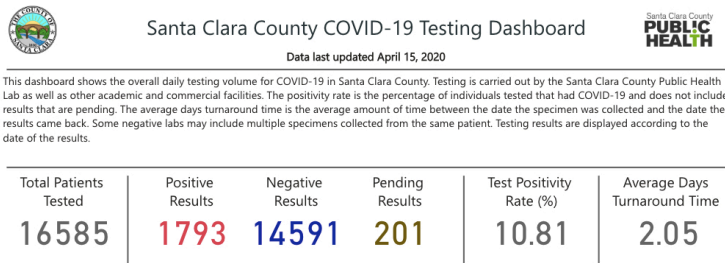 THE COUNTY OF
SANTA CLARA
Santa Clara County COVID-19 Testing Dashboard
Santa Clara County
PUBLIC
HEALTH
Data last updated April 15, 2020
This dashboard shows the overall daily testing volume for COVID-19 in Santa Clara County. Testing is carried out by the Santa Clara County Public Health
Lab as well as other academic and commercial facilities. The positivity rate is the percentage of individuals tested that had COVID-19 and does not include
results that are pending. The average days turnaround time is the average amount of time between the date the specimen was collected and the date the
results came back. Some negative labs may include multiple specimens collected from the same patient. Testing results are displayed according to the
date of the results.
Total Patients
Tested
16585
Positive
Results
1793
Negative
Results
14591
Pending
Results
201
Test Positivity
Rate (%)
10.81
Average Days
Turnaround Time
2.05